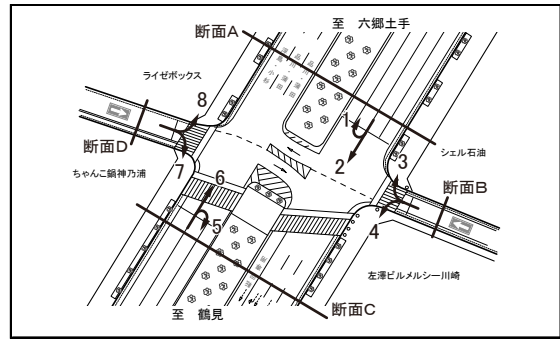 至　六郷土手
断面A
ライゼボックス
8
1
断面D
2
シェル石油
3
7
ちゃんこ鍋神乃浦
6
断面B
5
4
左澤ビルメルシー川崎
断面C
至　鶴見